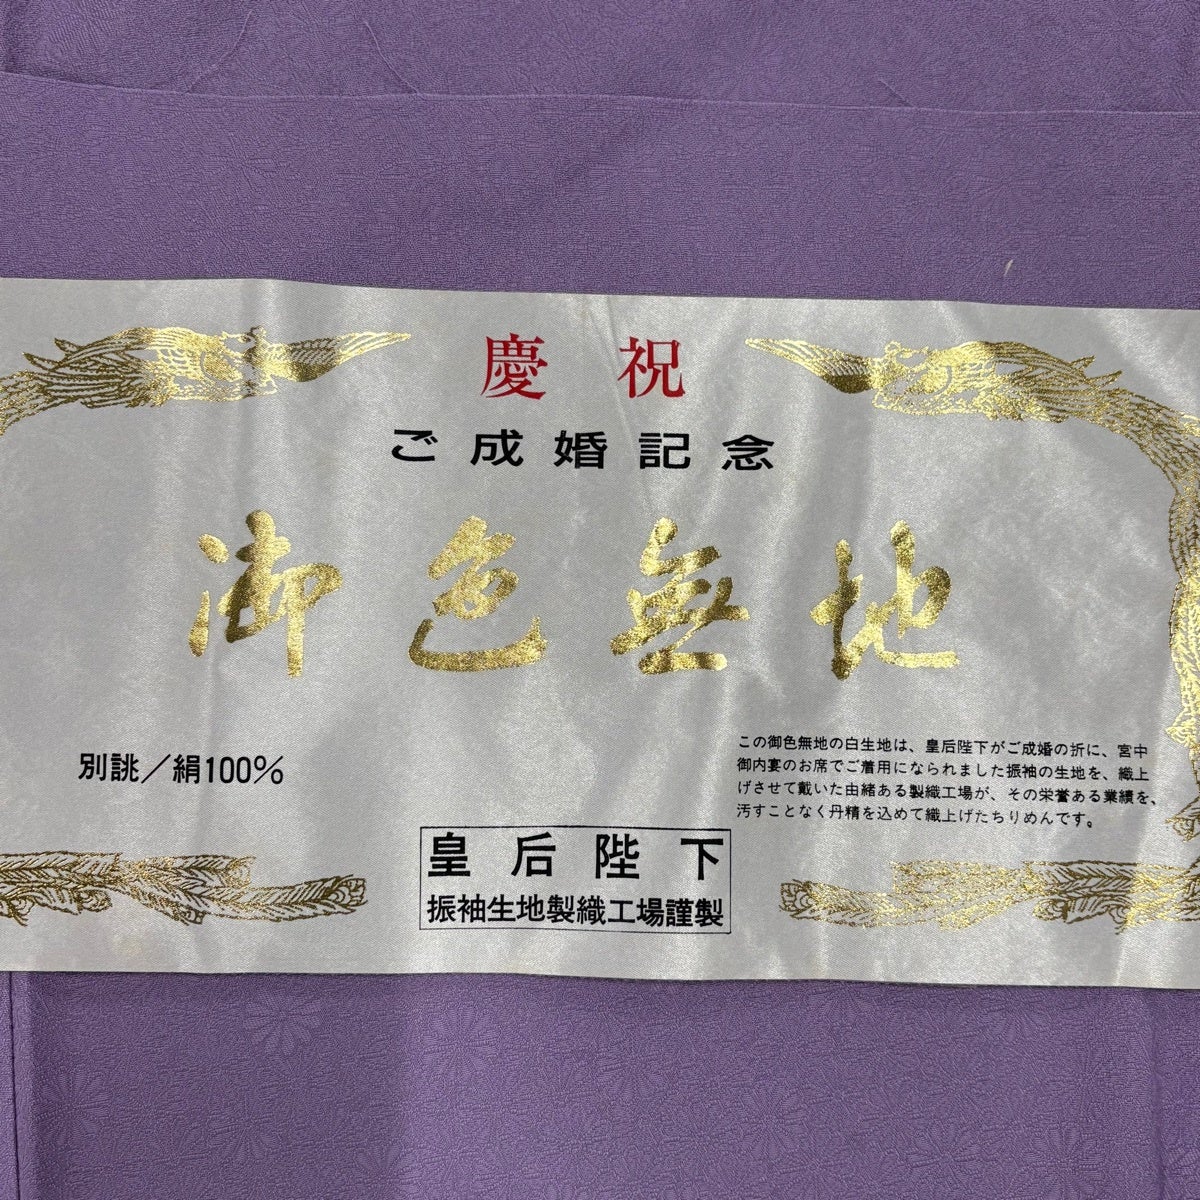 慶祝
ご成婚記念
御色無地
別誂／絹100％
この御色無地の白生地は、皇后陛下がご成婚の折に、宮中
御内宴のお席でご着用になられました振袖の生地を、織上
げさせて戴いた由緒ある製織工場が、その栄誉ある業績を、
汚すことなく丹精を込めて織上げたちりめんです。
皇后陛下
振袖生地製織工場謹製